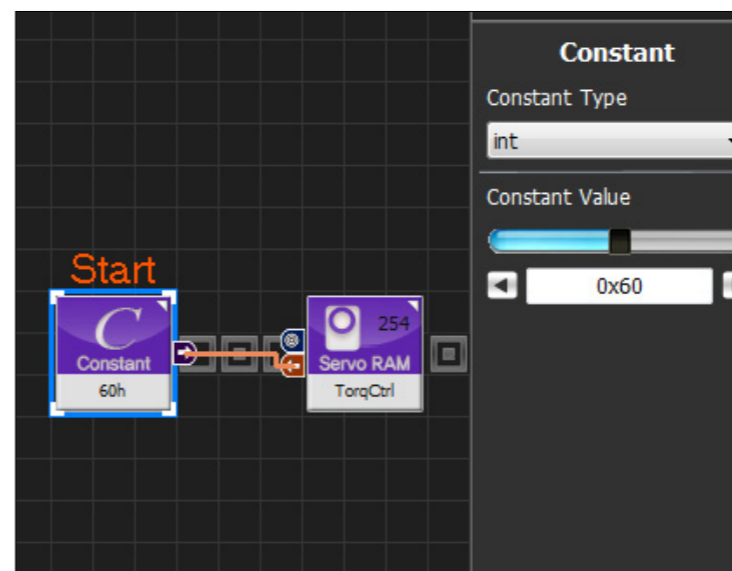 Constant
Constant Type
int
Constant Value
0x60
Start
C
Constant
60h
254
Servo RAM
TorqCtrl